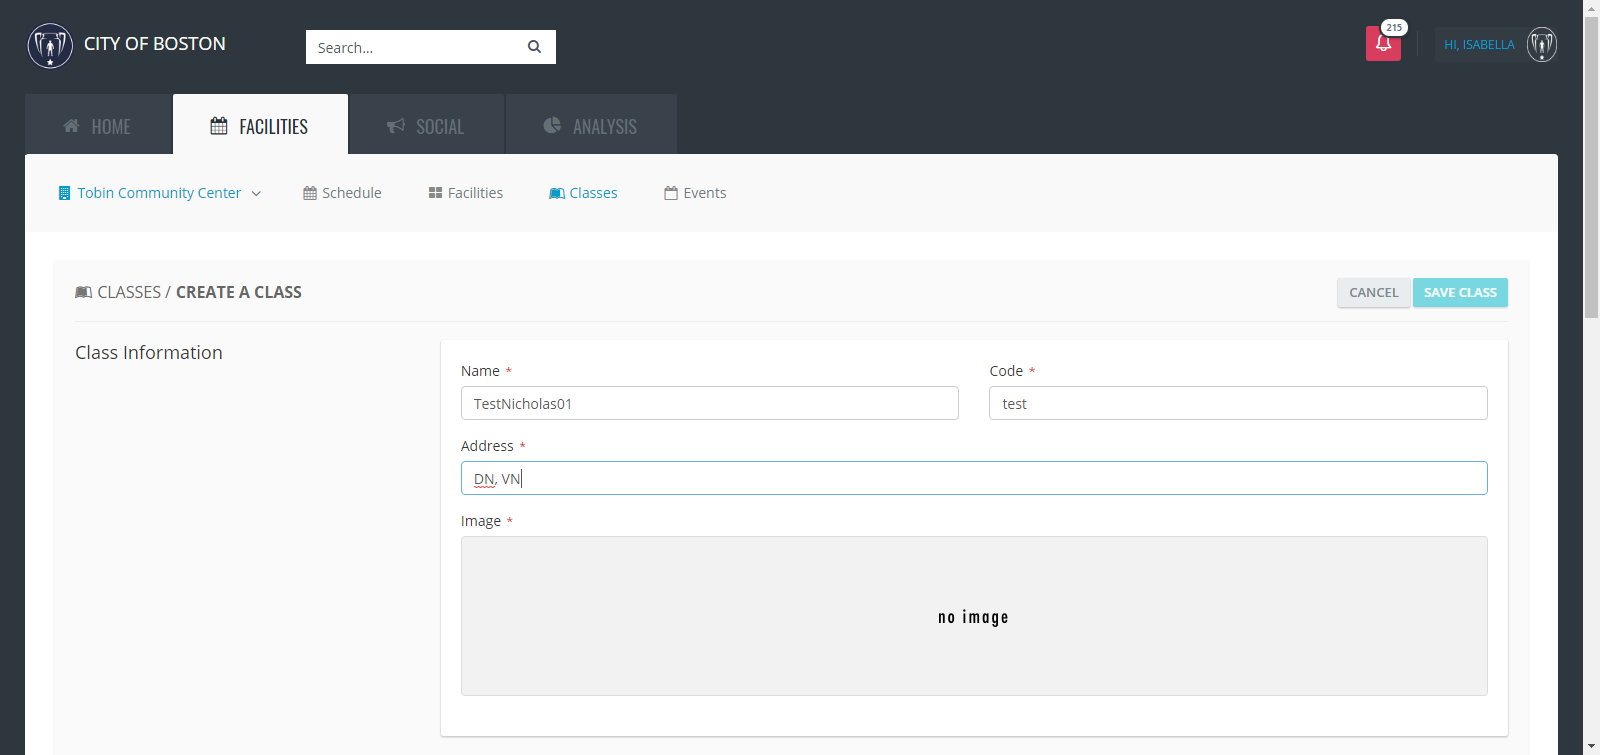 CITY OF BOSTON
Search...
215
HI, ISABELLA
HOME
FACILITIES
SOCIAL
ANALYSIS
Tobin Community Center
Schedule
Facilities
Classes
Events
CLASSES / CREATE A CLASS
CANCEL
SAVE CLASS
Class Information
Name *
Code *
TestNicholas01
test
Address *
DN, VN
Image *
no image